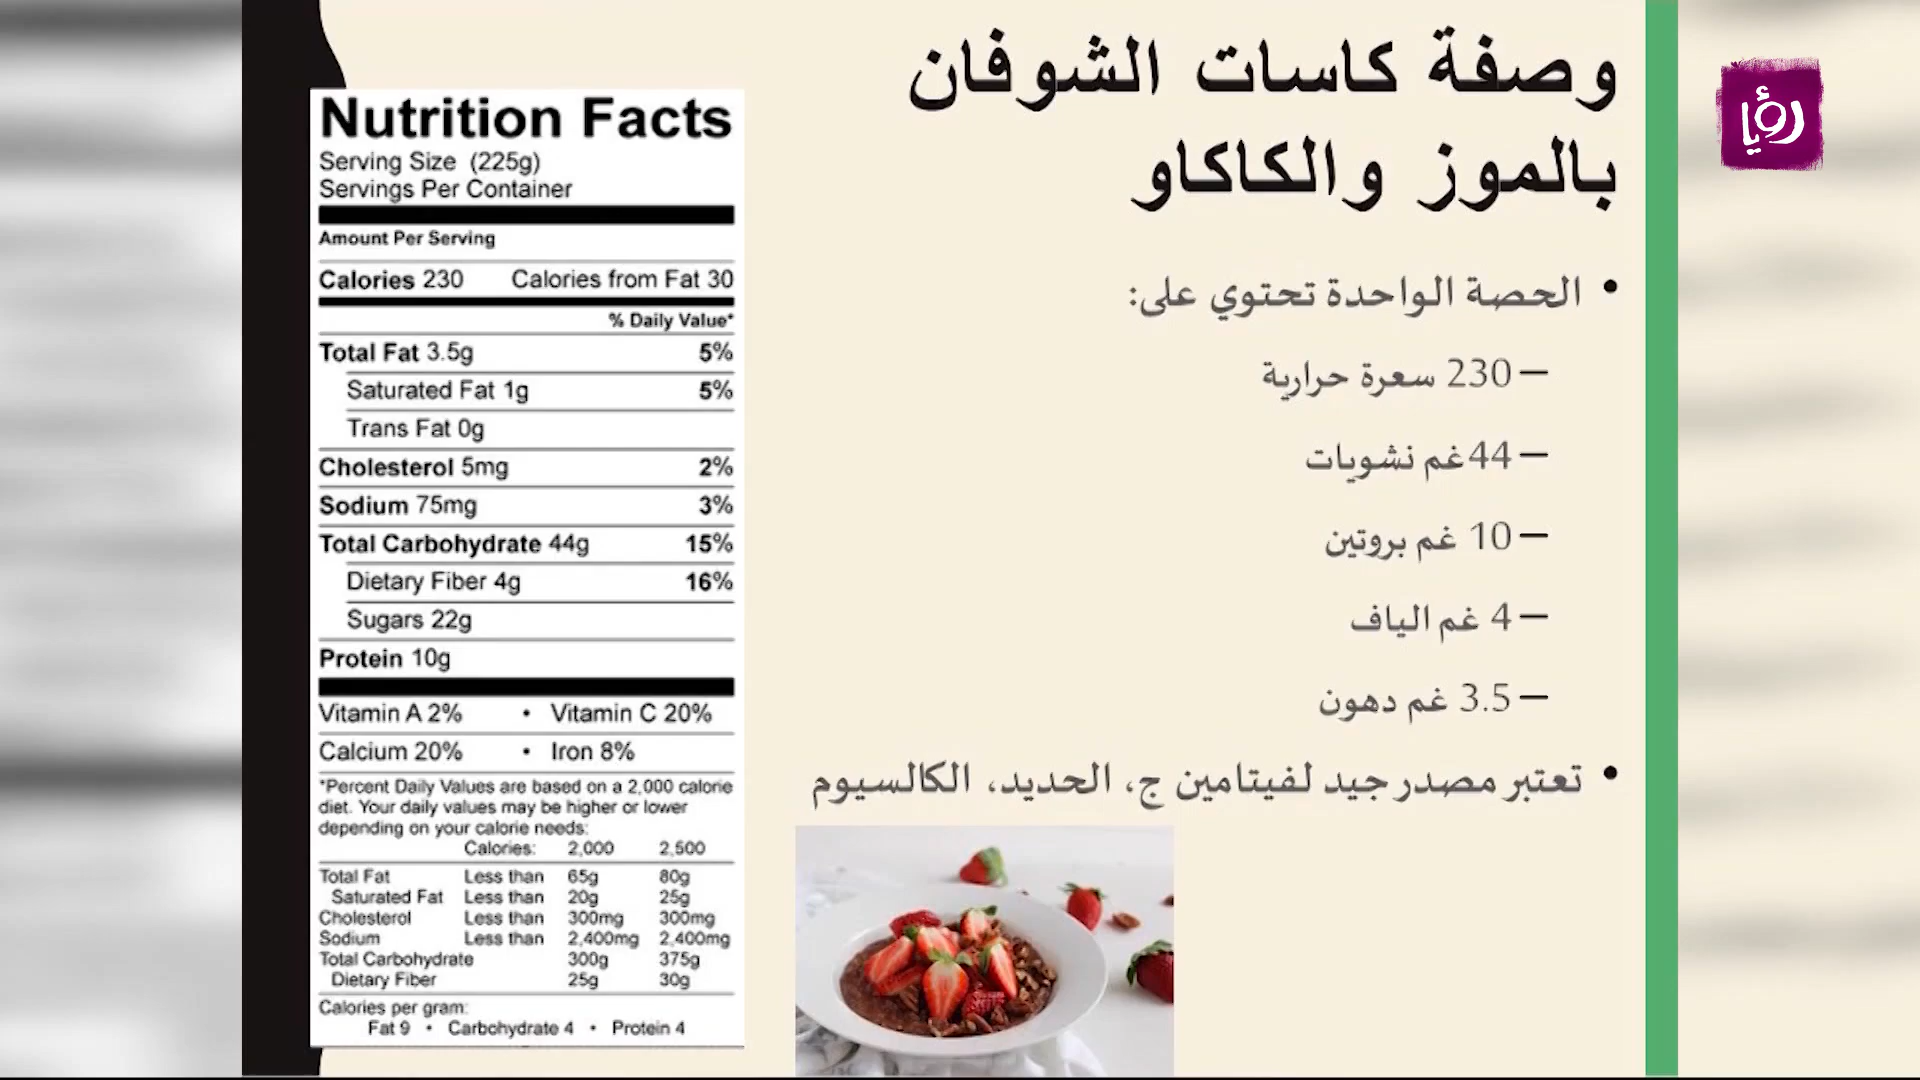 وصفة كاسات الشوفان
بالموز والكاكاو
رؤيا
• الحصة الواحدة تحتوي على:
– 230 سعرة حرارية
– 44غم نشويات
– 10 غم بروتين
– 4 غم الياف
– 3.5 غم دهون
• تعتبر مصدر جيد لفيتامين ج، الحديد، الكالسيوم
Nutrition Facts
Serving Size (225g)
Servings Per Container
Amount Per Serving
Calories 230 Calories from Fat 30
% Daily Value*
Total Fat 3.5g 5%
Saturated Fat 1g 5%
Trans Fat 0g
Cholesterol 5mg 2%
Sodium 75mg 3%
Total Carbohydrate 44g 15%
Dietary Fiber 4g 16%
Sugars 22g
Protein 10g
Vitamin A 2% • Vitamin C 20%
Calcium 20% • Iron 8%
*Percent Daily Values are based on a 2,000 calorie
diet. Your daily values may be higher or lower
depending on your calorie needs:
Calories: 2,000 2,500
Total Fat Less than 65g 80g
Saturated Fat Less than 20g 25g
Cholesterol Less than 300mg 300mg
Sodium Less than 2,400mg 2,400mg
Total Carbohydrate 300g 375g
Dietary Fiber 25g 30g
Calories per gram:
Fat 9 • Carbohydrate 4 • Protein 4